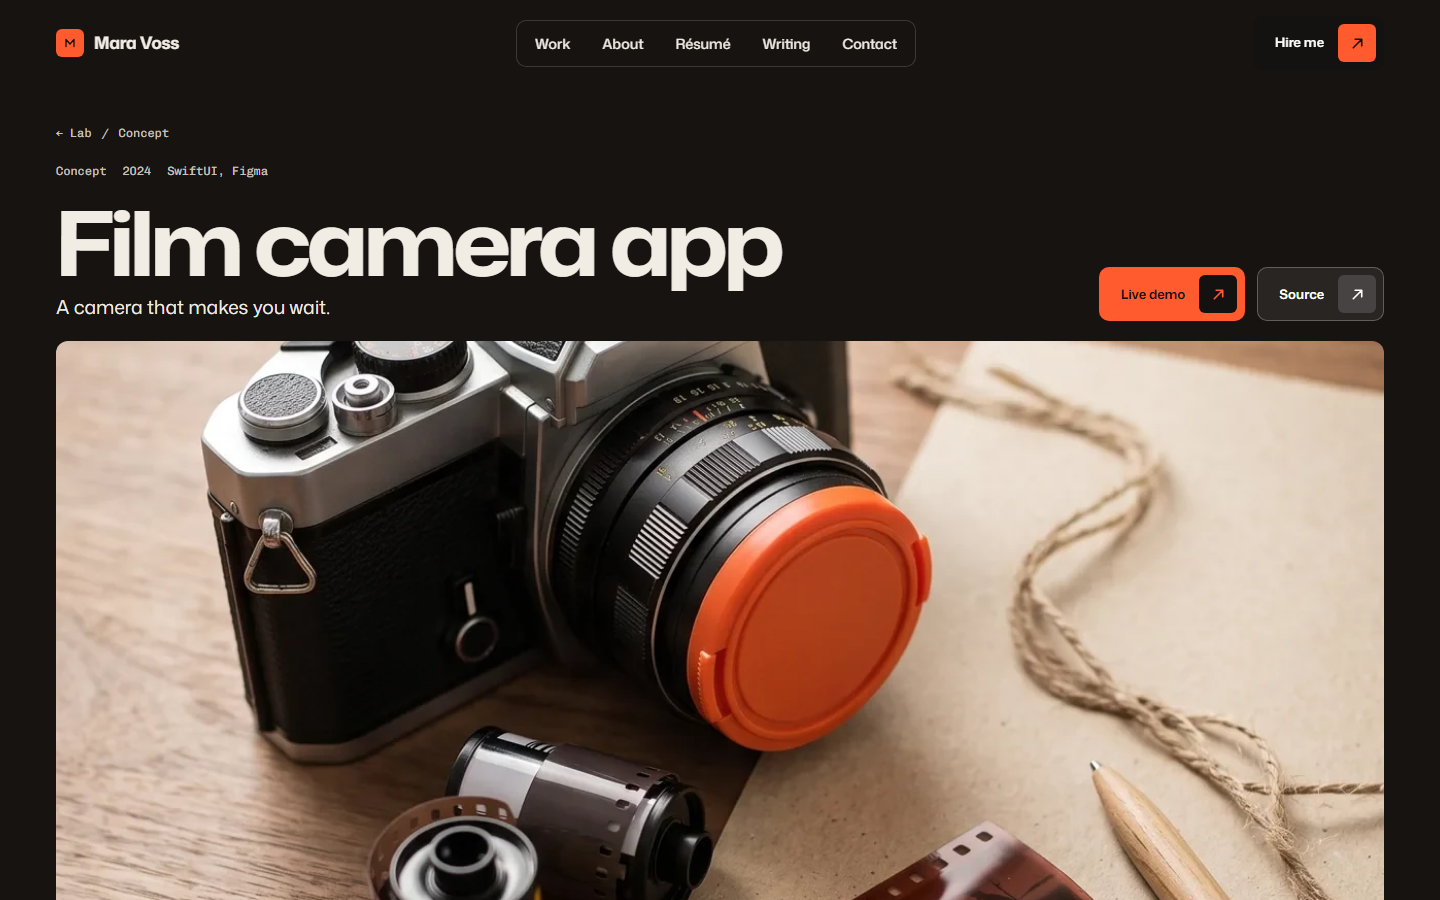 M Mara Voss
Work About Résumé Writing Contact
Hire me
← Lab / Concept
Concept 2024 SwiftUI, Figma
Film camera app
A camera that makes you wait.
Live demo
Source